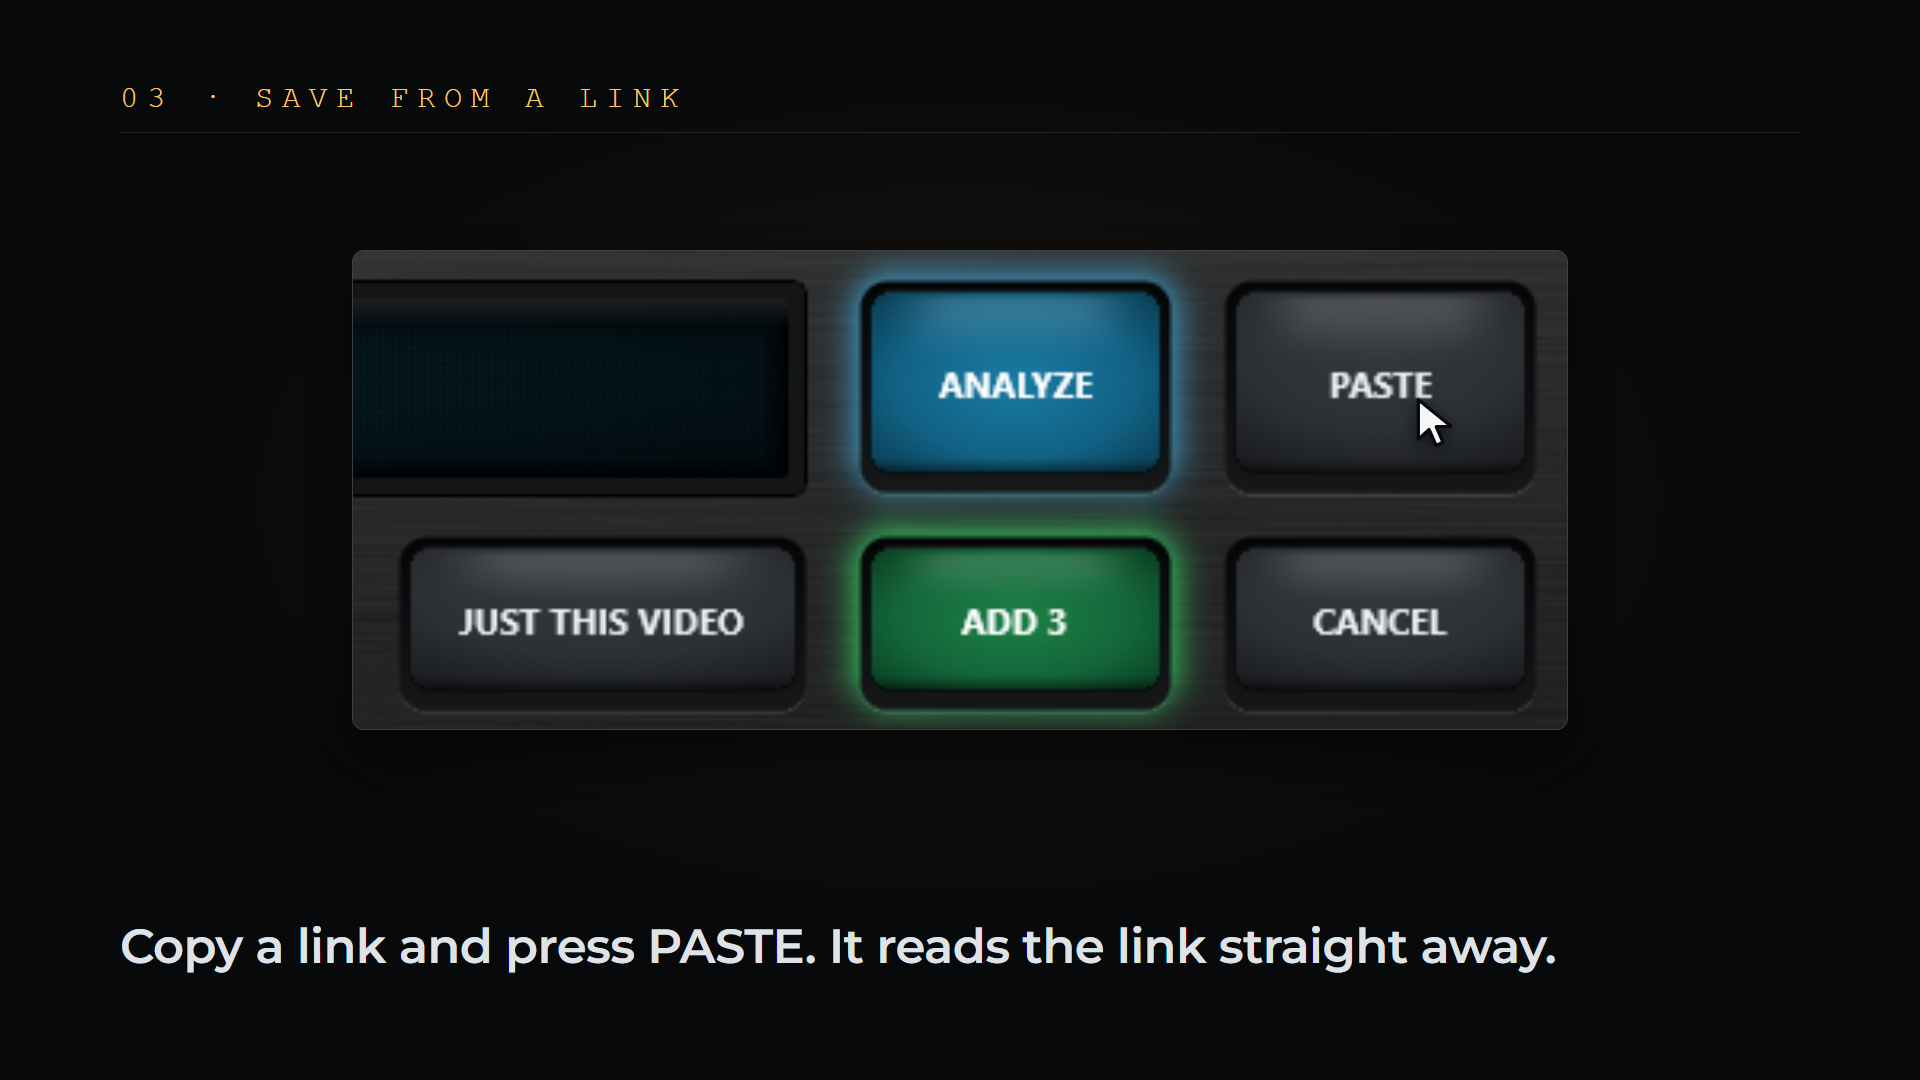 03 · SAVE FROM A LINK
ANALYZE
PASTE
JUST THIS VIDEO
ADD 3
CANCEL
Copy a link and press PASTE. It reads the link straight away.